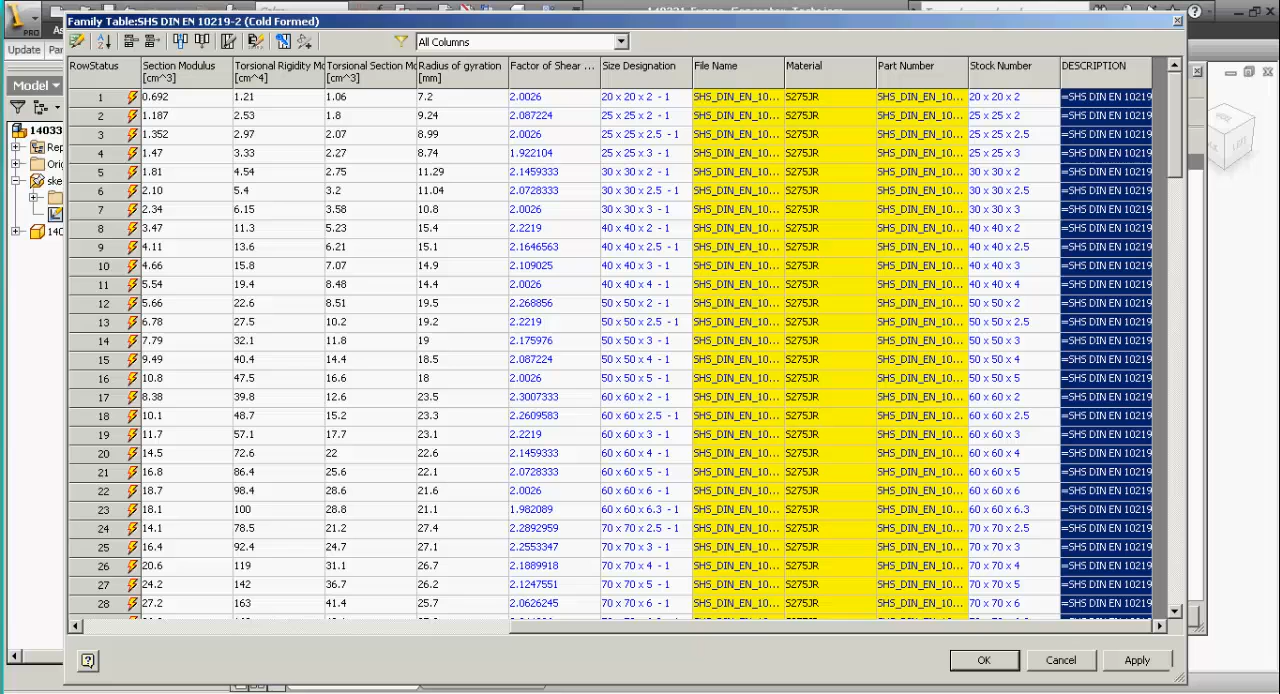 Family Table:SHS DIN EN 10219-2 (Cold Formed)
PRO
Update
All Columns
Model
RowStatus Section Modulus [cm^3] Torsional Rigidity Mo [cm^4] Torsional Section Mo [cm^3] Radius of gyration [mm] Factor of Shear ... Size Designation File Name Material Part Number Stock Number DESCRIPTION
1 0.692 1.21 1.06 7.2 2.0026 20 x 20 x 2 - 1 SHS_DIN_EN_10... S275JR SHS_DIN_EN_10... 20 x 20 x 2 =SHS DIN EN 10219
2 1.187 2.53 1.8 9.24 2.087224 25 x 25 x 2 - 1 SHS_DIN_EN_10... S275JR SHS_DIN_EN_10... 25 x 25 x 2 =SHS DIN EN 10219
3 1.352 2.97 2.07 8.99 2.0026 25 x 25 x 2.5 - 1 SHS_DIN_EN_10... S275JR SHS_DIN_EN_10... 25 x 25 x 2.5 =SHS DIN EN 10219
4 1.47 3.33 2.27 8.74 1.922104 25 x 25 x 3 - 1 SHS_DIN_EN_10... S275JR SHS_DIN_EN_10... 25 x 25 x 3 =SHS DIN EN 10219
5 1.81 4.54 2.75 11.29 2.1459333 30 x 30 x 2 - 1 SHS_DIN_EN_10... S275JR SHS_DIN_EN_10... 30 x 30 x 2 =SHS DIN EN 10219
6 2.10 5.4 3.2 11.04 2.0728333 30 x 30 x 2.5 - 1 SHS_DIN_EN_10... S275JR SHS_DIN_EN_10... 30 x 30 x 2.5 =SHS DIN EN 10219
7 2.34 6.15 3.58 10.8 2.0026 30 x 30 x 3 - 1 SHS_DIN_EN_10... S275JR SHS_DIN_EN_10... 30 x 30 x 3 =SHS DIN EN 10219
8 3.47 11.3 5.23 15.4 2.2219 40 x 40 x 2 - 1 SHS_DIN_EN_10... S275JR SHS_DIN_EN_10... 40 x 40 x 2 =SHS DIN EN 10219
9 4.11 13.6 6.21 15.1 2.1646563 40 x 40 x 2.5 - 1 SHS_DIN_EN_10... S275JR SHS_DIN_EN_10... 40 x 40 x 2.5 =SHS DIN EN 10219
10 4.66 15.8 7.07 14.9 2.109025 40 x 40 x 3 - 1 SHS_DIN_EN_10... S275JR SHS_DIN_EN_10... 40 x 40 x 3 =SHS DIN EN 10219
11 5.54 19.4 8.48 14.4 2.0026 40 x 40 x 4 - 1 SHS_DIN_EN_10... S275JR SHS_DIN_EN_10... 40 x 40 x 4 =SHS DIN EN 10219
12 5.66 22.6 8.51 19.5 2.268856 50 x 50 x 2 - 1 SHS_DIN_EN_10... S275JR SHS_DIN_EN_10... 50 x 50 x 2 =SHS DIN EN 10219
13 6.78 27.5 10.2 19.2 2.2219 50 x 50 x 2.5 - 1 SHS_DIN_EN_10... S275JR SHS_DIN_EN_10... 50 x 50 x 2.5 =SHS DIN EN 10219
14 7.79 32.1 11.8 19 2.175976 50 x 50 x 3 - 1 SHS_DIN_EN_10... S275JR SHS_DIN_EN_10... 50 x 50 x 3 =SHS DIN EN 10219
15 9.49 40.4 14.4 18.5 2.087224 50 x 50 x 4 - 1 SHS_DIN_EN_10... S275JR SHS_DIN_EN_10... 50 x 50 x 4 =SHS DIN EN 10219
16 10.8 47.5 16.6 18 2.0026 50 x 50 x 5 - 1 SHS_DIN_EN_10... S275JR SHS_DIN_EN_10... 50 x 50 x 5 =SHS DIN EN 10219
17 8.38 39.8 12.6 23.5 2.3007333 60 x 60 x 2 - 1 SHS_DIN_EN_10... S275JR SHS_DIN_EN_10... 60 x 60 x 2 =SHS DIN EN 10219
18 10.1 48.7 15.2 23.3 2.2609583 60 x 60 x 2.5 - 1 SHS_DIN_EN_10... S275JR SHS_DIN_EN_10... 60 x 60 x 2.5 =SHS DIN EN 10219
19 11.7 57.1 17.7 23.1 2.2219 60 x 60 x 3 - 1 SHS_DIN_EN_10... S275JR SHS_DIN_EN_10... 60 x 60 x 3 =SHS DIN EN 10219
20 14.5 72.6 22 22.6 2.1459333 60 x 60 x 4 - 1 SHS_DIN_EN_10... S275JR SHS_DIN_EN_10... 60 x 60 x 4 =SHS DIN EN 10219
21 16.8 86.4 25.6 22.1 2.0728333 60 x 60 x 5 - 1 SHS_DIN_EN_10... S275JR SHS_DIN_EN_10... 60 x 60 x 5 =SHS DIN EN 10219
22 18.7 98.4 28.6 21.6 2.0026 60 x 60 x 6 - 1 SHS_DIN_EN_10... S275JR SHS_DIN_EN_10... 60 x 60 x 6 =SHS DIN EN 10219
23 18.1 100 28.8 21.1 1.982089 60 x 60 x 6.3 - 1 SHS_DIN_EN_10... S275JR SHS_DIN_EN_10... 60 x 60 x 6.3 =SHS DIN EN 10219
24 14.1 78.5 21.2 27.4 2.2892959 70 x 70 x 2.5 - 1 SHS_DIN_EN_10... S275JR SHS_DIN_EN_10... 70 x 70 x 2.5 =SHS DIN EN 10219
25 16.4 92.4 24.7 27.1 2.2553347 70 x 70 x 3 - 1 SHS_DIN_EN_10... S275JR SHS_DIN_EN_10... 70 x 70 x 3 =SHS DIN EN 10219
26 20.6 119 31.1 26.7 2.1889918 70 x 70 x 4 - 1 SHS_DIN_EN_10... S275JR SHS_DIN_EN_10... 70 x 70 x 4 =SHS DIN EN 10219
27 24.2 142 36.7 26.2 2.1247551 70 x 70 x 5 - 1 SHS_DIN_EN_10... S275JR SHS_DIN_EN_10... 70 x 70 x 5 =SHS DIN EN 10219
28 27.2 163 41.4 25.7 2.0626245 70 x 70 x 6 - 1 SHS_DIN_EN_10... S275JR SHS_DIN_EN_10... 70 x 70 x 6 =SHS DIN EN 10219
OK Cancel Apply